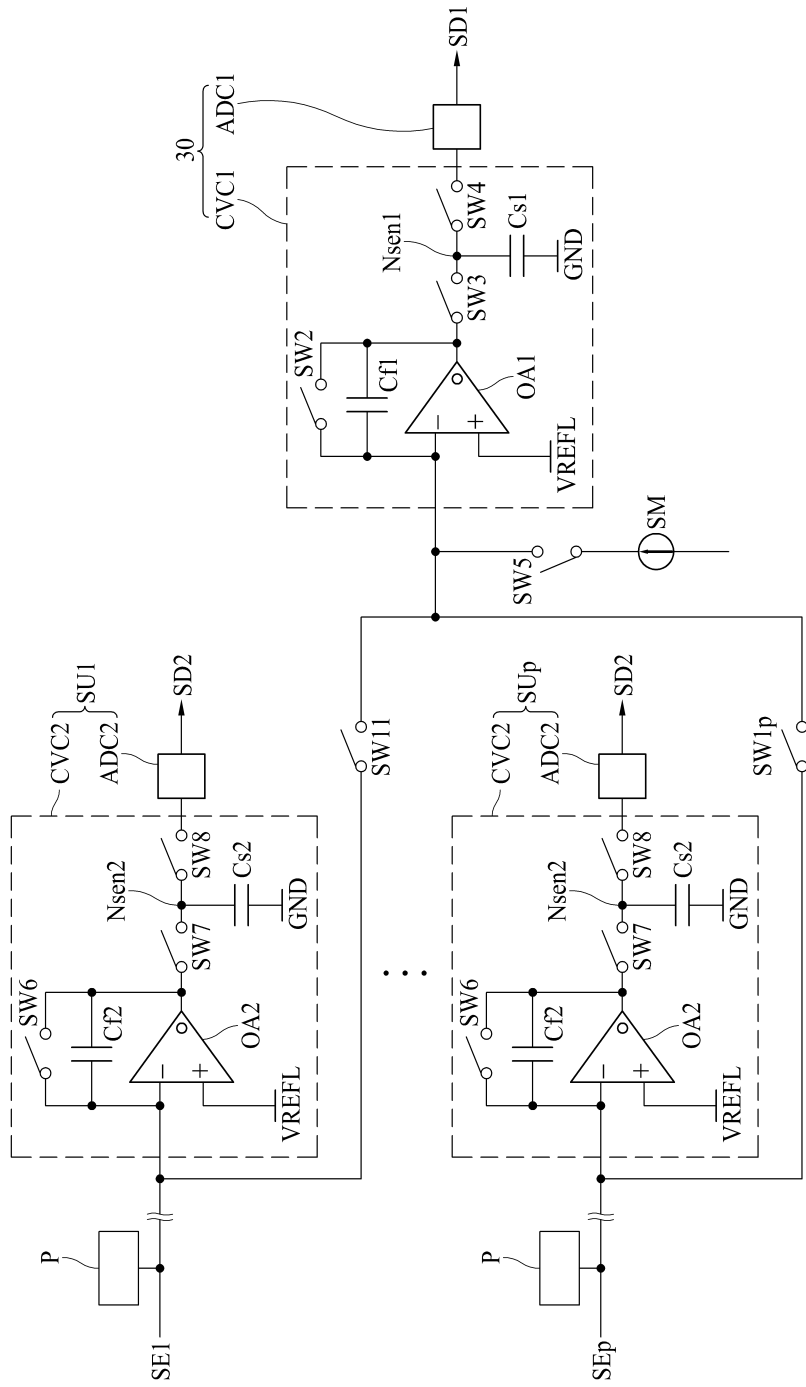 SE1
P
VREFL
−
+
OA2
Cf2
SW6
SW7
Nsen2
Cs2
GND
SW8
CVC2
ADC2
SU1
SD2
SW11
. . .
SEp
P
VREFL
−
+
OA2
Cf2
SW6
SW7
Nsen2
Cs2
GND
SW8
CVC2
ADC2
SUp
SD2
SW1p
SW5
SM
VREFL
−
+
OA1
Cf1
SW2
SW3
Nsen1
Cs1
GND
SW4
CVC1
ADC1
30
SD1